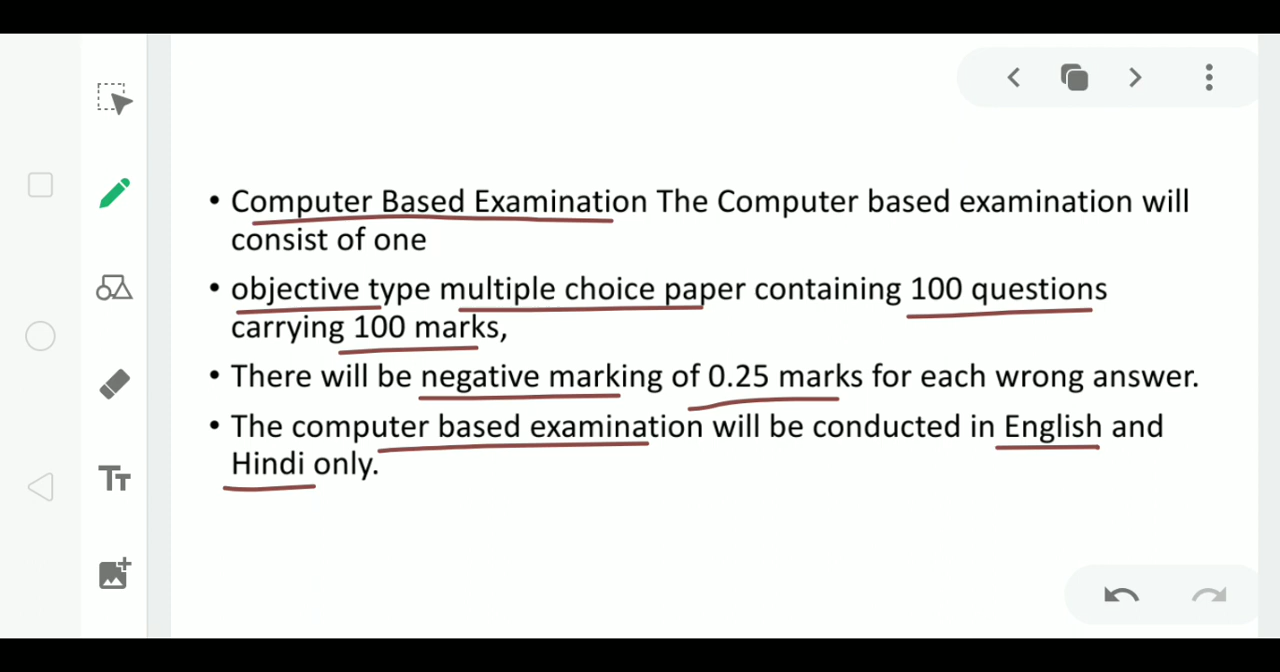 • Computer Based Examination The Computer based examination will
consist of one
• objective type multiple choice paper containing 100 questions
carrying 100 marks,
• There will be negative marking of 0.25 marks for each wrong answer.
• The computer based examination will be conducted in English and
Hindi only.
TT